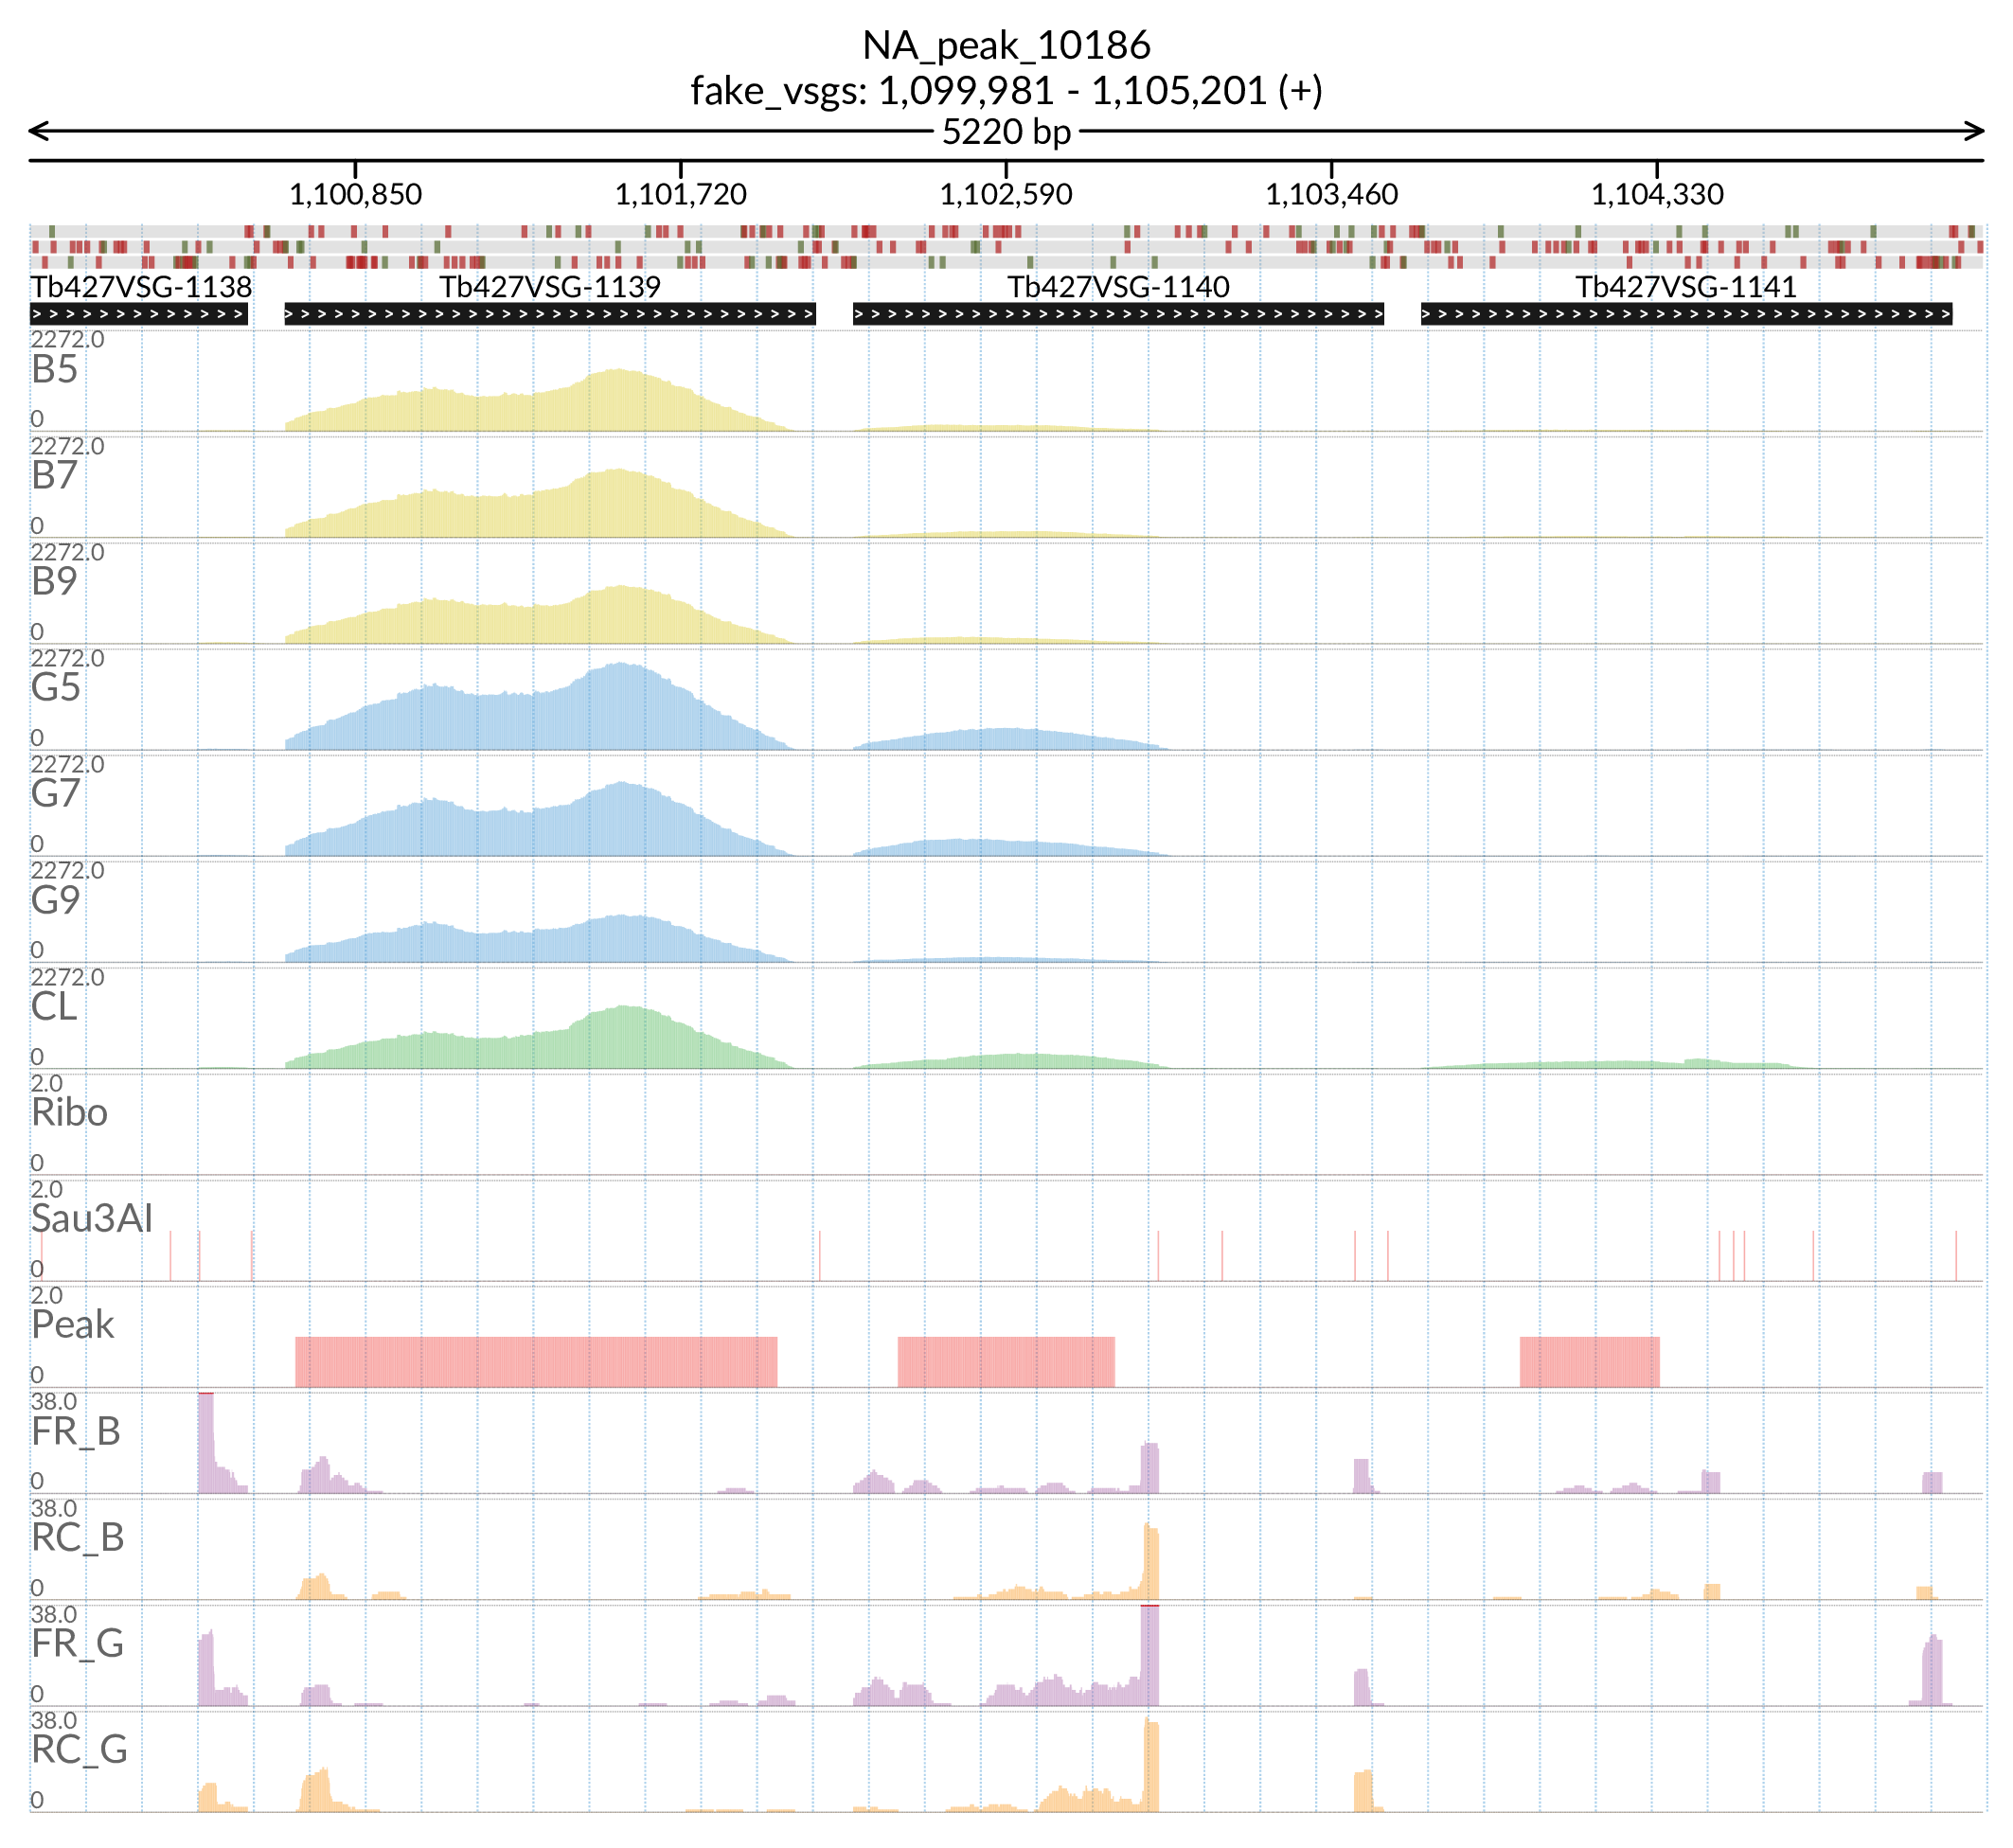 NA_peak_10186
fake_vsgs: 1,099,981 - 1,105,201 (+)
5220 bp
1,100,850 1,101,720 1,102,590 1,103,460 1,104,330
Tb427VSG-1138 Tb427VSG-1139 Tb427VSG-1140 Tb427VSG-1141
2272.0
B5
0
2272.0
B7
0
2272.0
B9
0
2272.0
G5
0
2272.0
G7
0
2272.0
G9
0
2272.0
CL
0
2.0
Ribo
0
2.0
Sau3AI
0
2.0
Peak
0
38.0
FR_B
0
38.0
RC_B
0
38.0
FR_G
0
38.0
RC_G
0